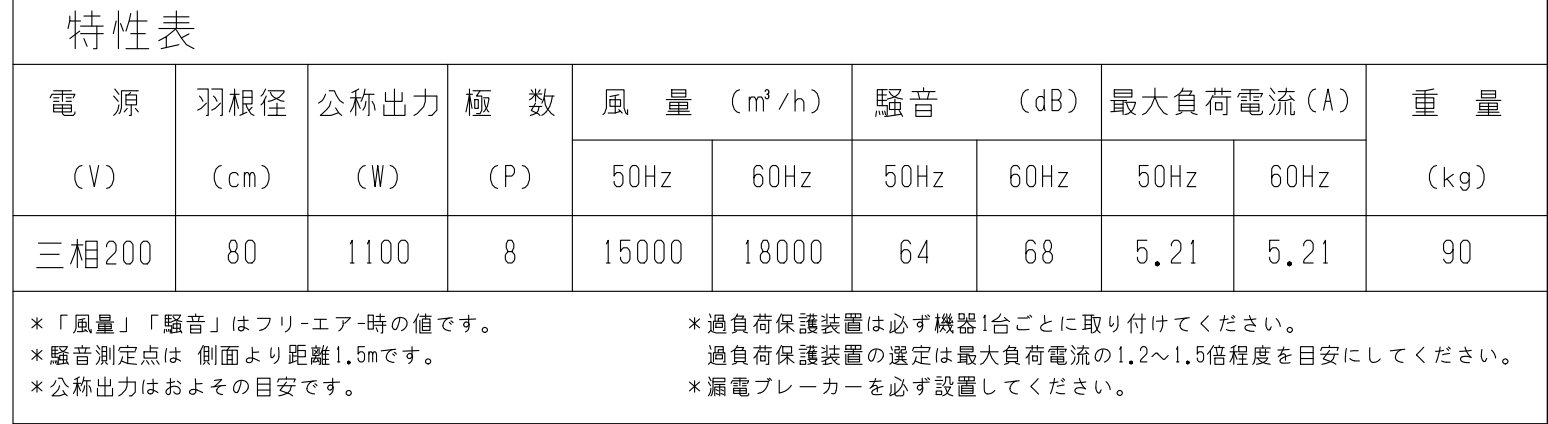 特性表
電 源 羽根径 公称出力 極 数 風 量 (m³/h) 騒音 (dB) 最大負荷電流(A) 重 量
(V) (cm) (W) (P) 50Hz 60Hz 50Hz 60Hz 50Hz 60Hz (kg)
三相200 80 1100 8 15000 18000 64 68 5.21 5.21 90
*「風量」「騒音」はフリ-エア-時の値です。
*騒音測定点は 側面より距離1.5mです。
*公称出力はおよその目安です。
*過負荷保護装置は必ず機器1台ごとに取り付けてください。
過負荷保護装置の選定は最大負荷電流の1.2~1.5倍程度を目安にしてください。
*漏電ブレーカーを必ず設置してください。